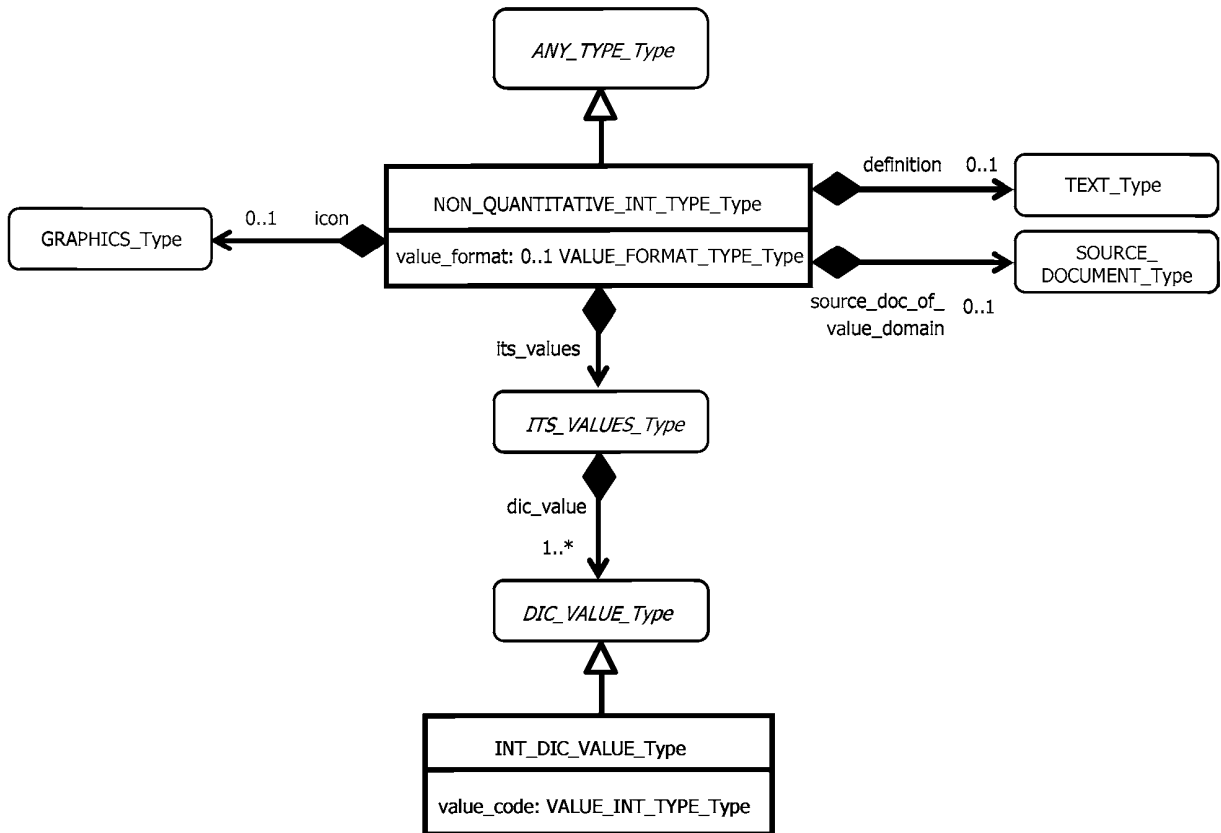 ANY_TYPE_Type
definition
0..1
TEXT_Type
NON_QUANTITATIVE_INT_TYPE_Type
0..1
icon
GRAPHICS_Type
value_format: 0..1 VALUE_FORMAT_TYPE_Type
SOURCE_
DOCUMENT_Type
source_doc_of_
value_domain
0..1
its_values
ITS_VALUES_Type
dic_value
1..*
DIC_VALUE_Type
INT_DIC_VALUE_Type
value_code: VALUE_INT_TYPE_Type